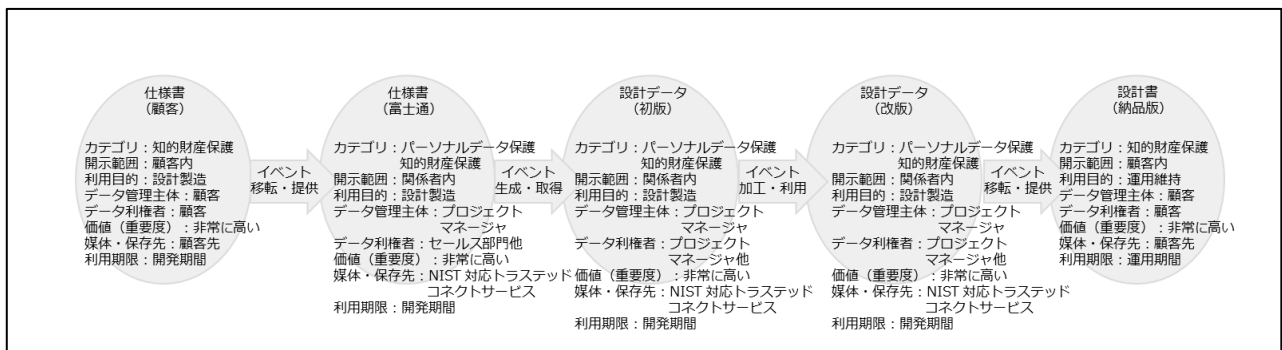 仕様書
(顧客)
カテゴリ：知的財産保護
開示範囲：顧客内
利用目的：設計製造
データ管理主体：顧客
データ利権者：顧客
価値（重要度）：非常に高い
媒体・保存先：顧客先
利用期限：開発期間
イベント
移転・提供
仕様書
(富士通)
カテゴリ：パーソナルデータ保護
知的財産保護
開示範囲：関係者内
利用目的：設計製造
データ管理主体：プロジェクト
マネージャ
データ利権者：セールス部門他
価値（重要度）：非常に高い
媒体・保存先：NIST 対応トラステッド
コネクトサービス
利用期限：開発期間
イベント
生成・取得
設計データ
(初版)
カテゴリ：パーソナルデータ保護
知的財産保護
開示範囲：関係者内
利用目的：設計製造
データ管理主体：プロジェクト
マネージャ
データ利権者：プロジェクト
マネージャ他
価値（重要度）：非常に高い
媒体・保存先：NIST 対応トラステッド
コネクトサービス
利用期限：開発期間
イベント
加工・利用
設計データ
(改版)
カテゴリ：パーソナルデータ保護
知的財産保護
開示範囲：関係者内
利用目的：設計製造
データ管理主体：プロジェクト
マネージャ
データ利権者：プロジェクト
マネージャ他
価値（重要度）：非常に高い
媒体・保存先：NIST 対応トラステッド
コネクトサービス
利用期限：開発期間
イベント
移転・提供
設計書
(納品版)
カテゴリ：知的財産保護
開示範囲：顧客内
利用目的：運用維持
データ管理主体：顧客
データ利権者：顧客
価値（重要度）：非常に高い
媒体・保存先：顧客先
利用期限：運用期間